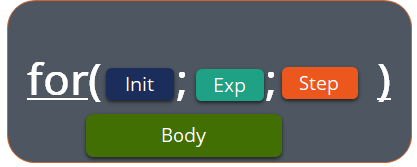 for( Init ; Exp ; Step )
Body